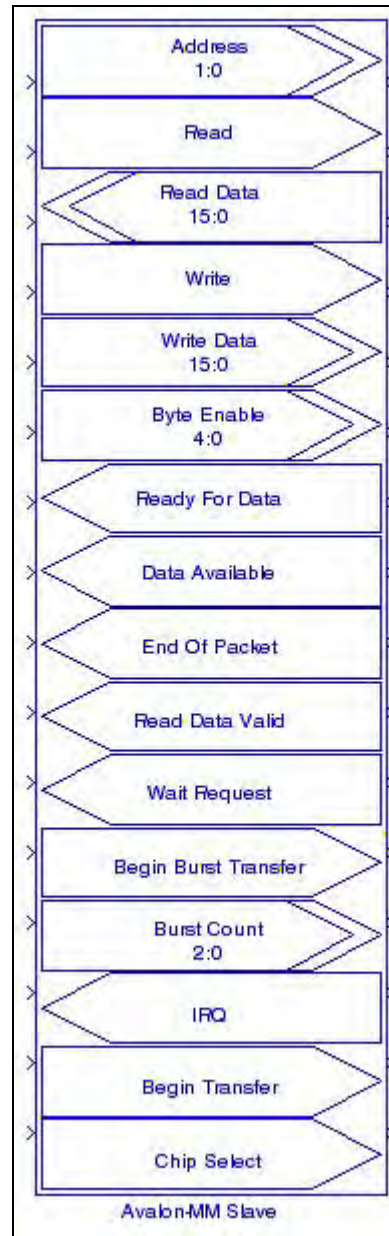 Address
1:0
Read
Read Data
15:0
Write
Write Data
15:0
Byte Enable
4:0
Ready For Data
Data Available
End Of Packet
Read Data Valid
Wait Request
Begin Burst Transfer
Burst Count
2:0
IRQ
Begin Transfer
Chip Select
Avalon-MM Slave